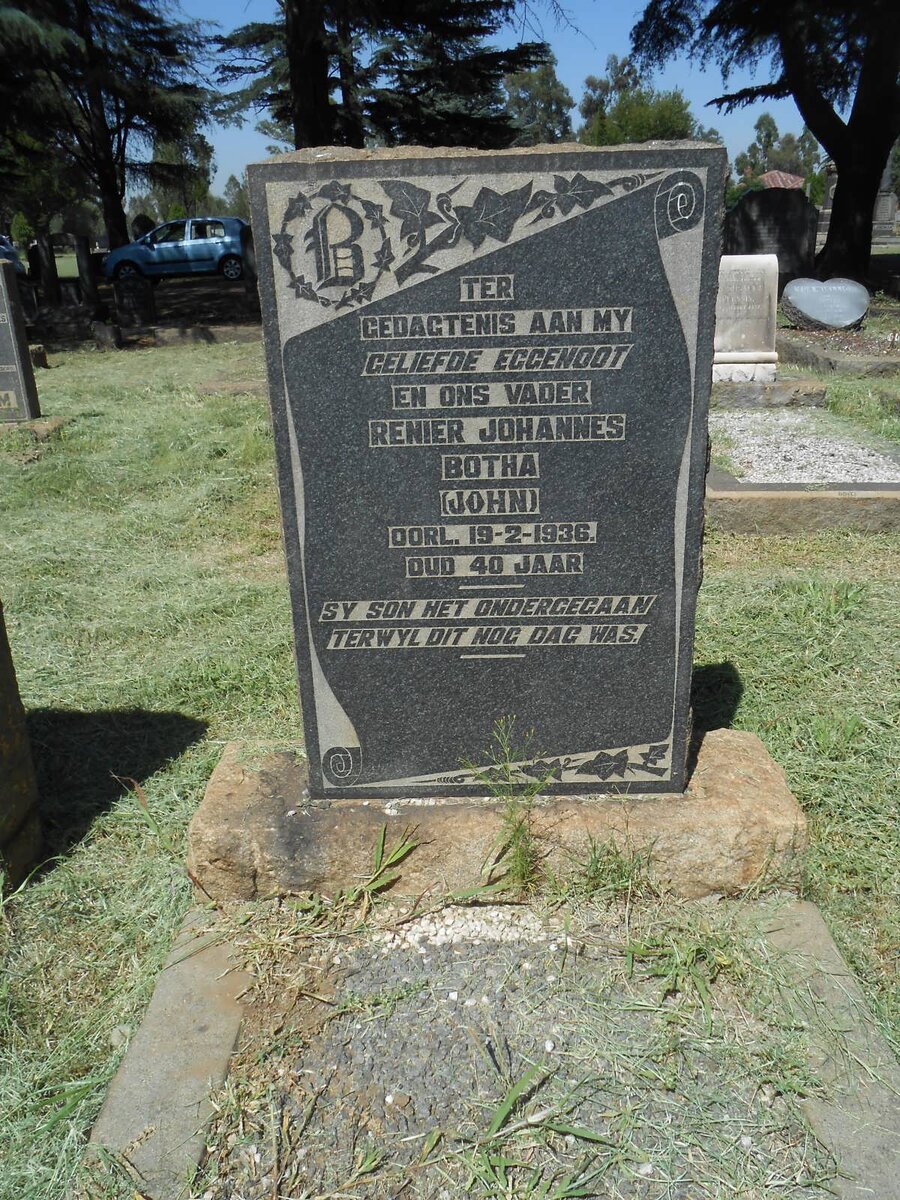 B
TER
GEDAGTENIS AAN MY
GELIEFDE EGGENOOT
EN ONS VADER
RENIER JOHANNES
BOTHA
(JOHN)
OORL. 19-2-1936.
OUD 40 JAAR
SY SON HET ONDERGEGAAN
TERWYL DIT NOG DAG WAS.